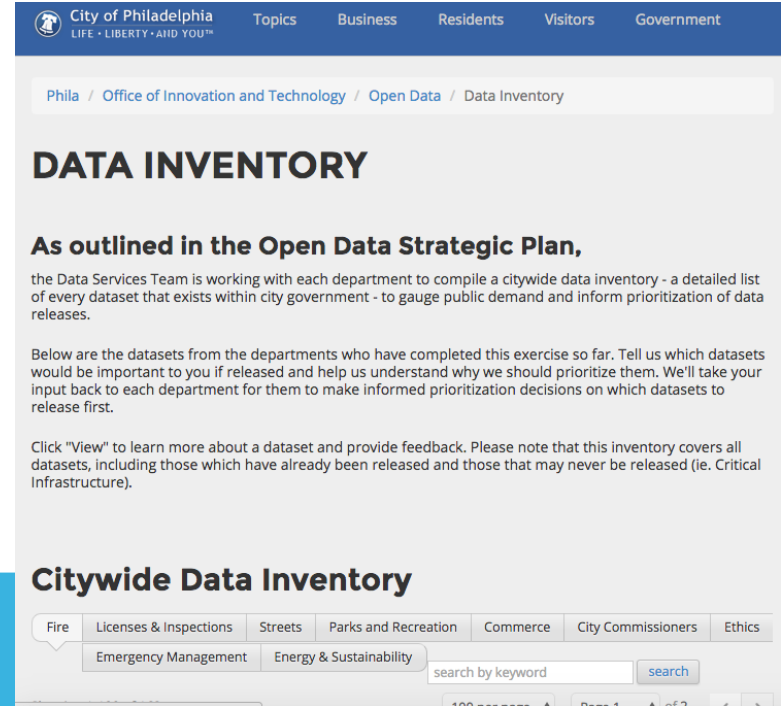 City of Philadelphia
LIFE • LIBERTY • AND YOU™
Topics Business Residents Visitors Government
Phila / Office of Innovation and Technology / Open Data / Data Inventory
DATA INVENTORY
As outlined in the Open Data Strategic Plan,
the Data Services Team is working with each department to compile a citywide data inventory - a detailed list
of every dataset that exists within city government - to gauge public demand and inform prioritization of data
releases.
Below are the datasets from the departments who have completed this exercise so far. Tell us which datasets
would be important to you if released and help us understand why we should prioritize them. We'll take your
input back to each department for them to make informed prioritization decisions on which datasets to
release first.
Click "View" to learn more about a dataset and provide feedback. Please note that this inventory covers all
datasets, including those which have already been released and those that may never be released (ie. Critical
Infrastructure).
Citywide Data Inventory
Fire Licenses & Inspections Streets Parks and Recreation Commerce City Commissioners Ethics
Emergency Management Energy & Sustainability search by keyword search
100 per page Page 1 of 2